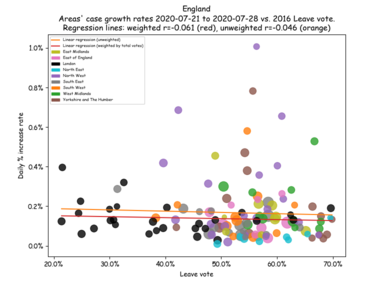 England
Areas' case growth rates 2020-07-21 to 2020-07-28 vs. 2016 Leave vote.
Regression lines: weighted r=-0.061 (red), unweighted r=-0.046 (orange)
Linear regression (unweighted)
Linear regression (weighted by total votes)
East Midlands
East of England
London
North East
North West
South East
South West
West Midlands
Yorkshire and The Humber
Daily % increase rate
1.0%
0.8%
0.6%
0.4%
0.2%
0.0%
20.0% 30.0% 40.0% 50.0% 60.0% 70.0%
Leave vote